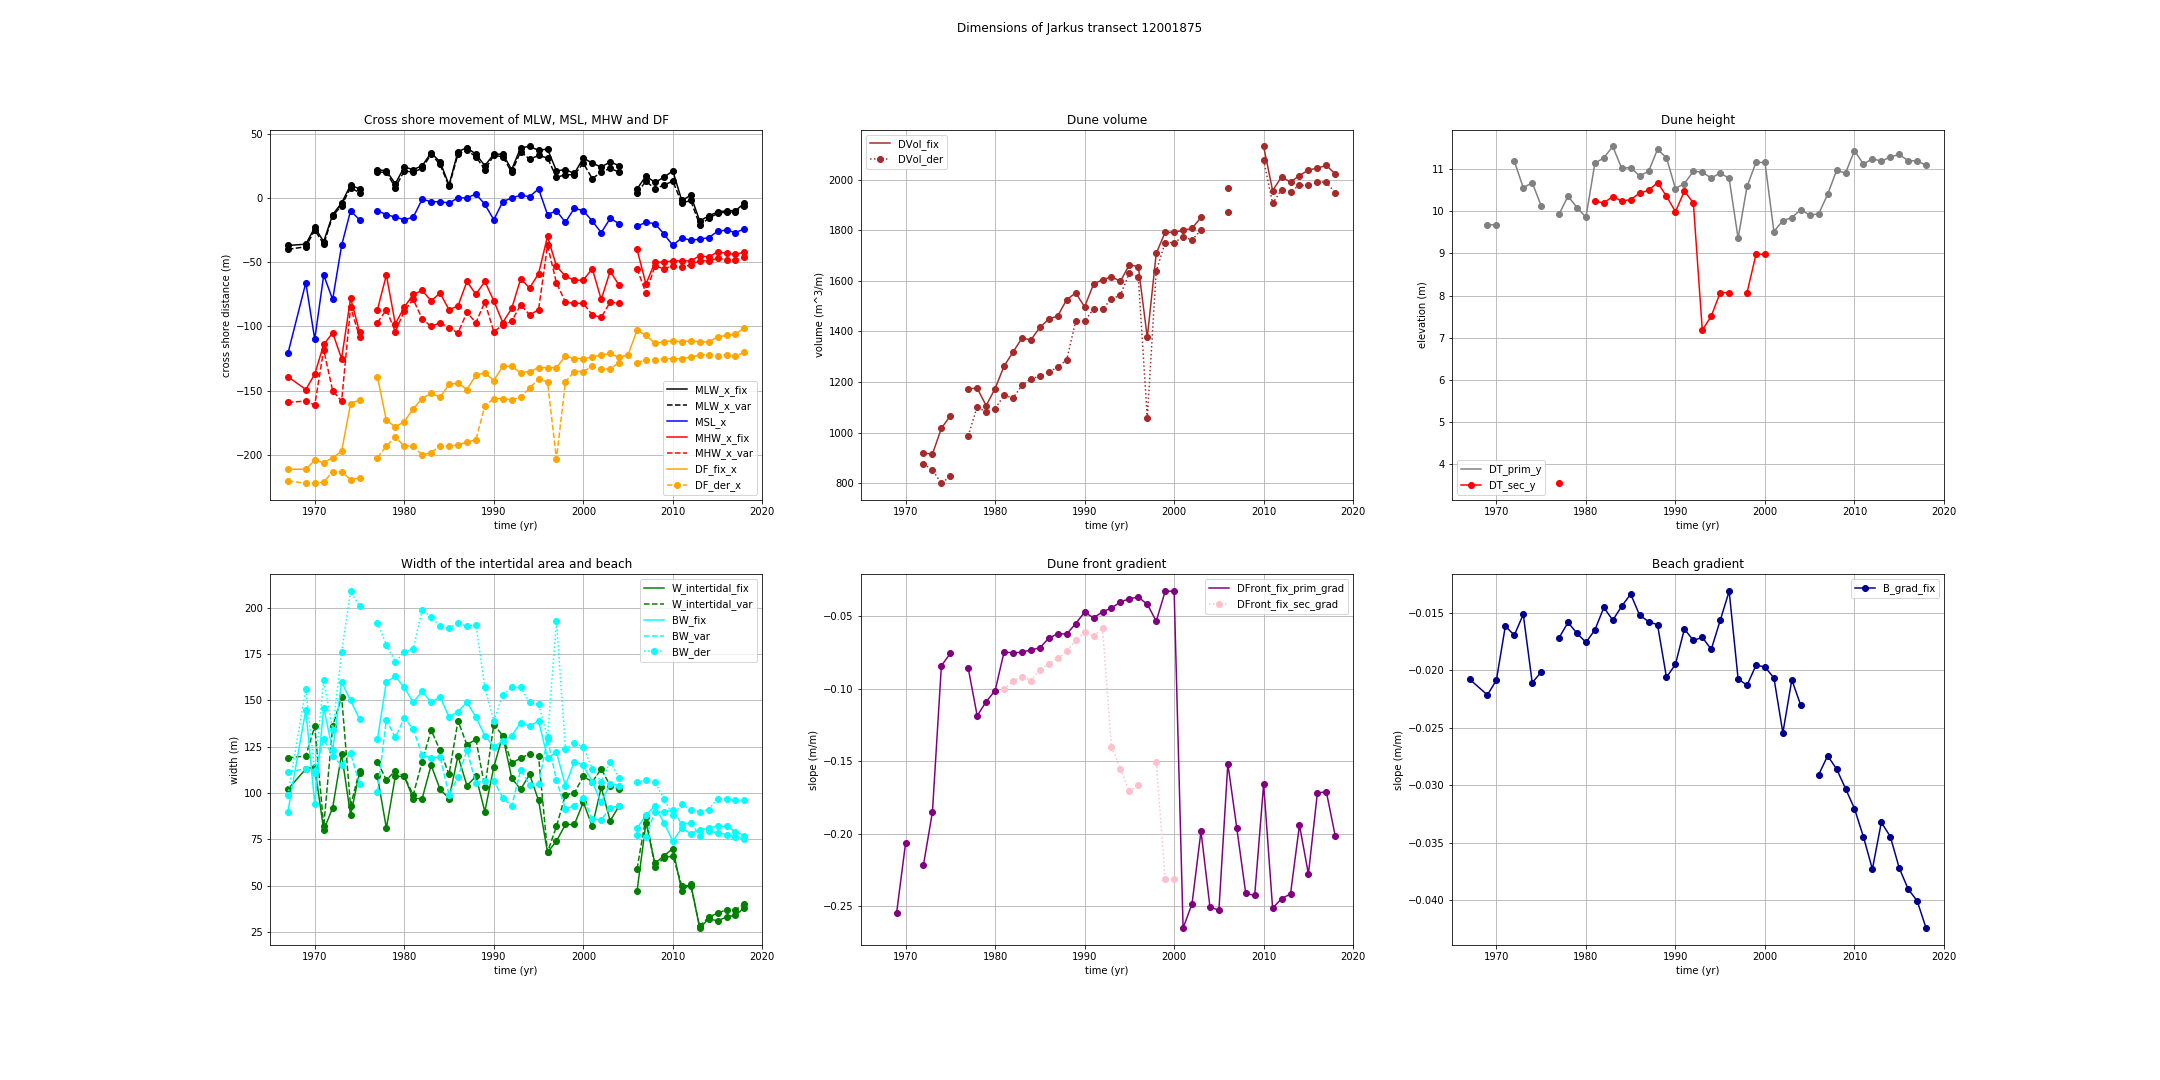 Dimensions of Jarkus transect 12001875
Cross shore movement of MLW, MSL, MHW and DF
cross shore distance (m)
50
0
−50
−100
−150
−200
MLW_x_fix
MLW_x_var
MSL_x
MHW_x_fix
MHW_x_var
DF_fix_x
DF_der_x
1970 1980 1990 2000 2010 2020
time (yr)
Dune volume
volume (m^3/m)
DVol_fix
DVol_der
2000
1800
1600
1400
1200
1000
800
1970 1980 1990 2000 2010 2020
time (yr)
Dune height
elevation (m)
11
10
9
8
7
6
5
4
DT_prim_y
DT_sec_y
1970 1980 1990 2000 2010 2020
time (yr)
Width of the intertidal area and beach
width (m)
W_intertidal_fix
W_intertidal_var
BW_fix
BW_var
BW_der
200
175
150
125
100
75
50
25
1970 1980 1990 2000 2010 2020
time (yr)
Dune front gradient
slope (m/m)
DFront_fix_prim_grad
DFront_fix_sec_grad
−0.05
−0.10
−0.15
−0.20
−0.25
1970 1980 1990 2000 2010 2020
time (yr)
Beach gradient
slope (m/m)
B_grad_fix
−0.015
−0.020
−0.025
−0.030
−0.035
−0.040
1970 1980 1990 2000 2010 2020
time (yr)